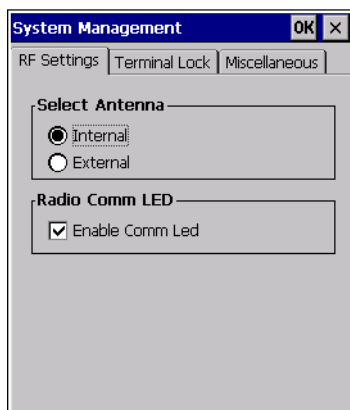 System Management OK ×
RF Settings Terminal Lock Miscellaneous
Select Antenna
Internal
External
Radio Comm LED
Enable Comm Led